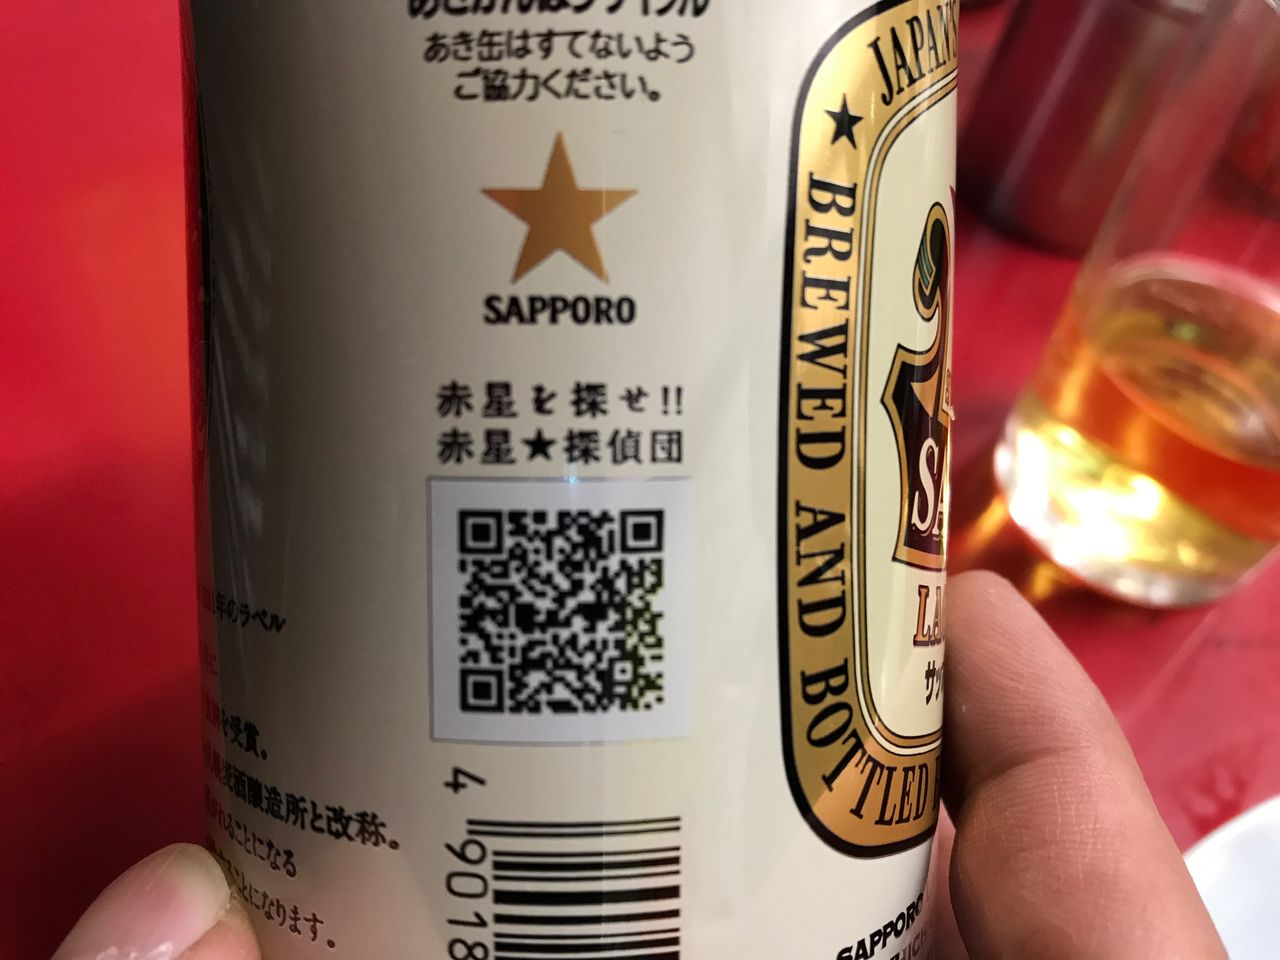 あき缶はすてないよう
ご協力ください。
SAPPORO
赤星を探せ!!
赤星★探偵団
年のラベル
を受賞。
麦酒醸造所と改称。
ことになる
ことになります。
4
9018
JAPAN'S
★ BREWED AND BOTTLED
SA
LA
サッ
SAPPORO